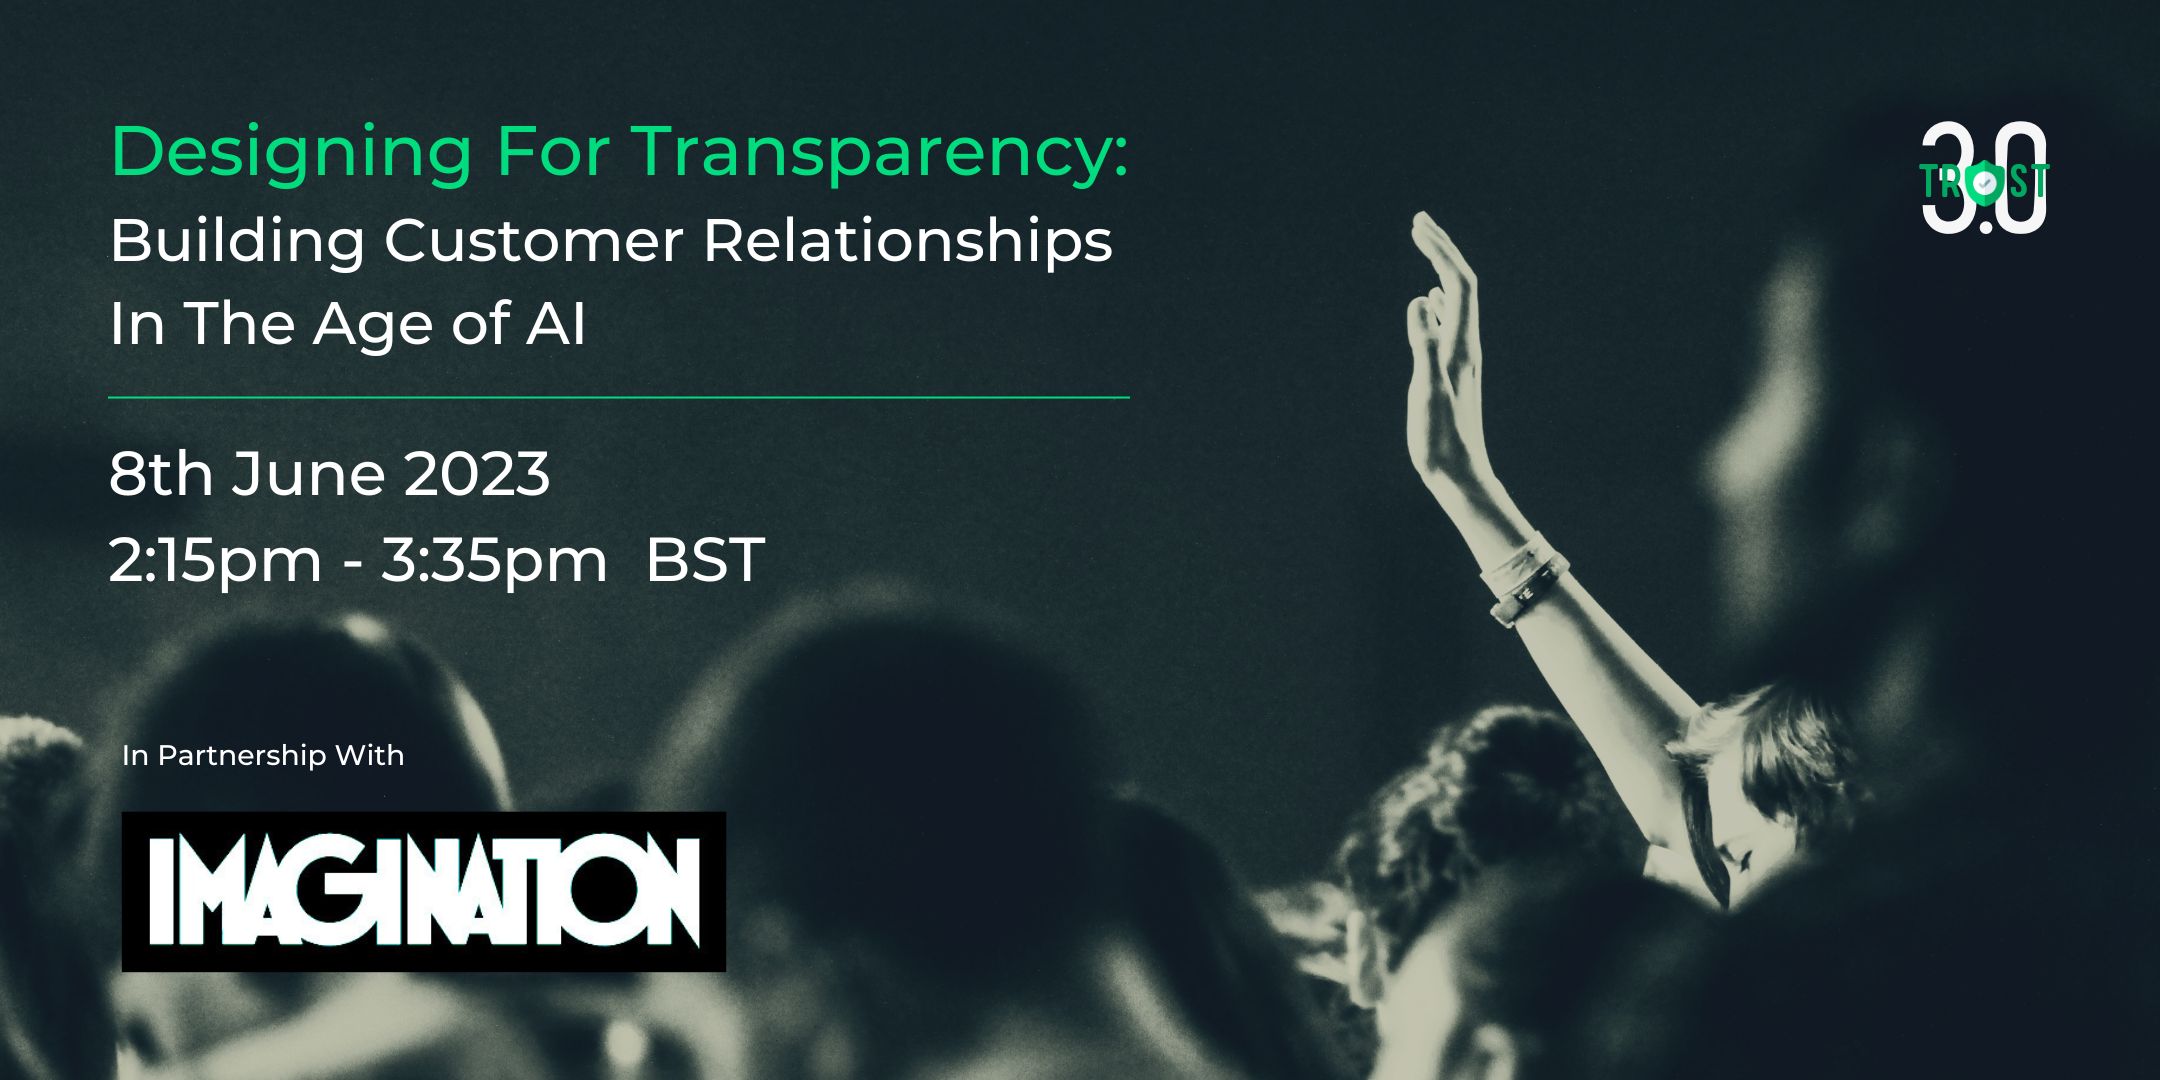 Designing For Transparency:
Building Customer Relationships
In The Age of AI
8th June 2023
2:15pm - 3:35pm BST
In Partnership With
IMAGINATION
3.0
TRUST